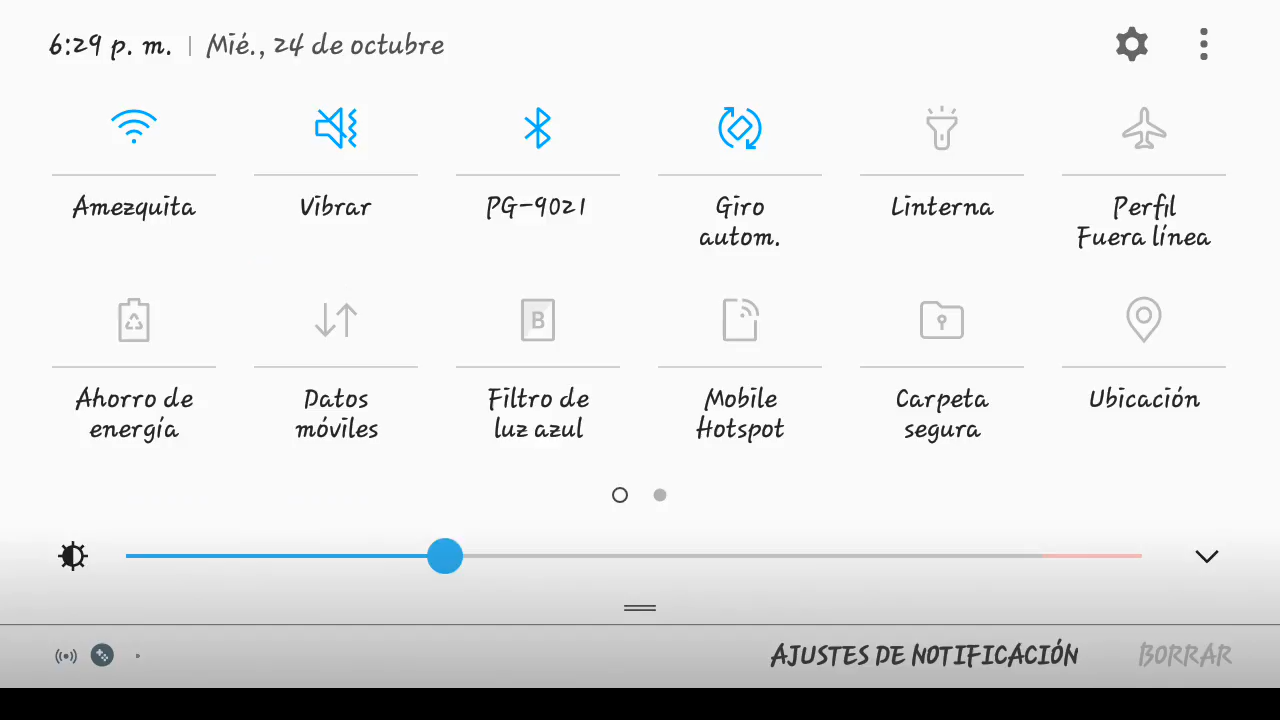 6:29 p. m. | Mié., 24 de octubre
Amezquita
Vibrar
PG-9021
Giro
autom.
Linterna
Perfil
Fuera línea
Ahorro de
energía
Datos
móviles
B
Filtro de
luz azul
Mobile
Hotspot
Carpeta
segura
Ubicación
AJUSTES DE NOTIFICACIÓN
BORRAR